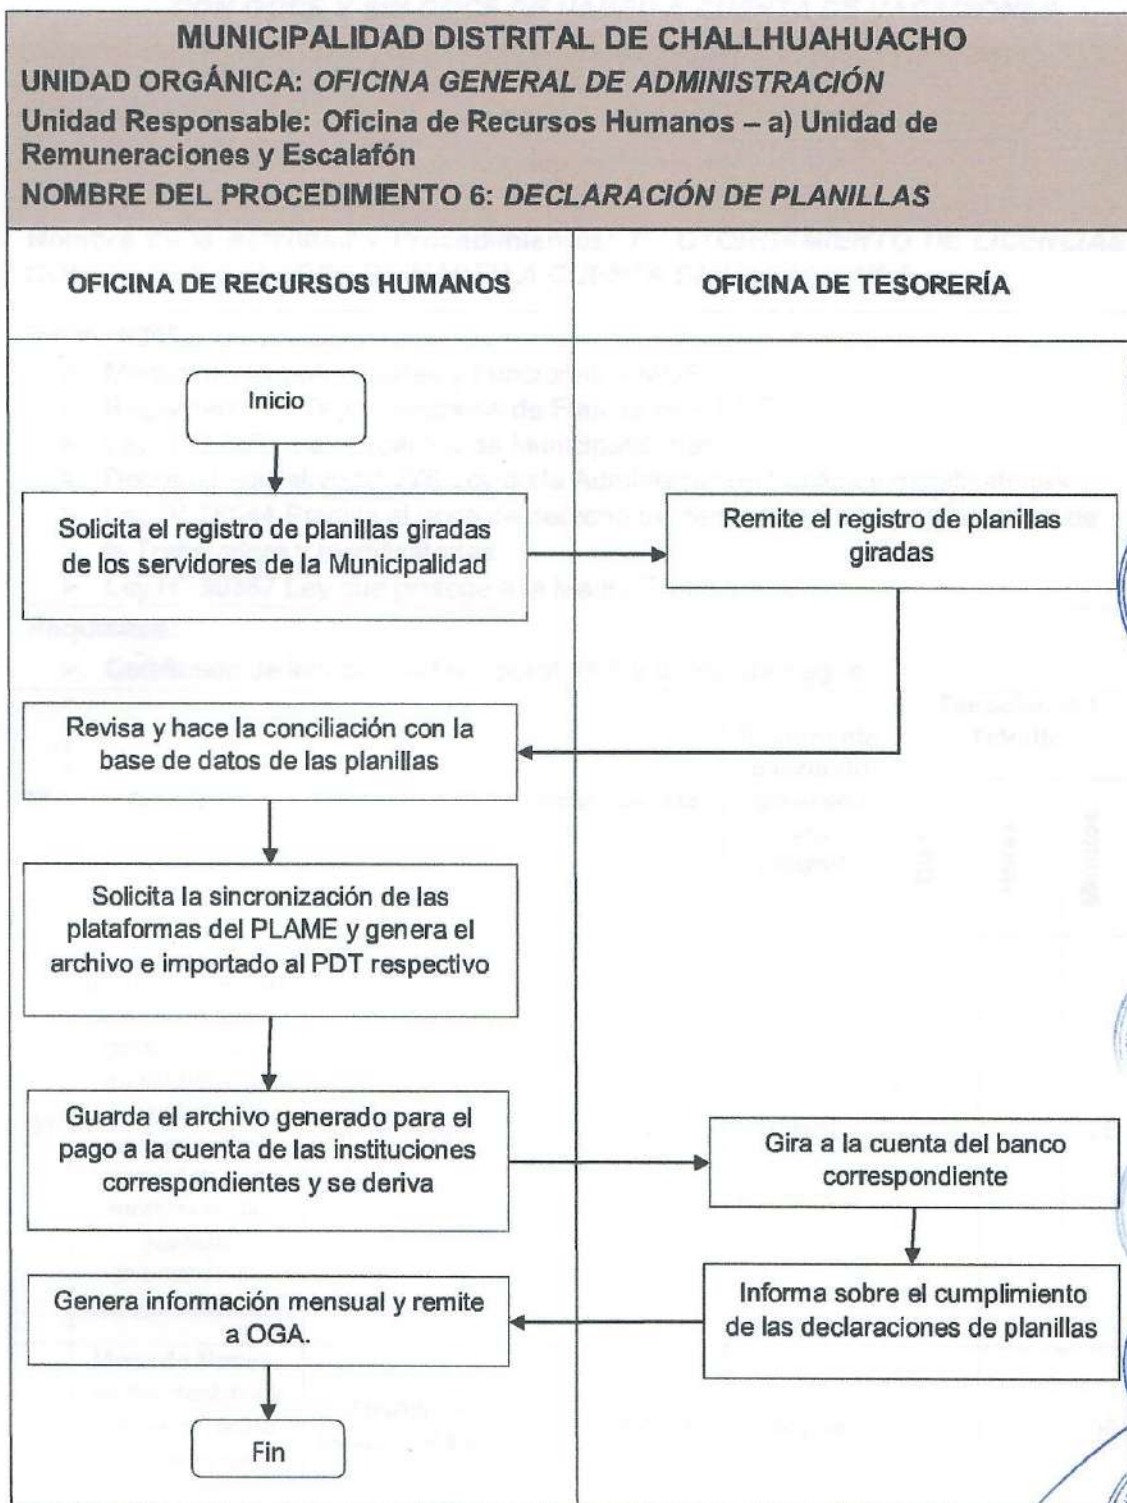 MUNICIPALIDAD DISTRITAL DE CHALLHUAHUACHO
UNIDAD ORGÁNICA: OFICINA GENERAL DE ADMINISTRACIÓN
Unidad Responsable: Oficina de Recursos Humanos – a) Unidad de
Remuneraciones y Escalafón
NOMBRE DEL PROCEDIMIENTO 6: DECLARACIÓN DE PLANILLAS
OFICINA DE RECURSOS HUMANOS
OFICINA DE TESORERÍA
Inicio
Solicita el registro de planillas giradas
de los servidores de la Municipalidad
Remite el registro de planillas
giradas
Revisa y hace la conciliación con la
base de datos de las planillas
Solicita la sincronización de las
plataformas del PLAME y genera el
archivo e importado al PDT respectivo
Guarda el archivo generado para el
pago a la cuenta de las instituciones
correspondientes y se deriva
Gira a la cuenta del banco
correspondiente
Informa sobre el cumplimiento
de las declaraciones de planillas
Genera información mensual y remite
a OGA.
Fin